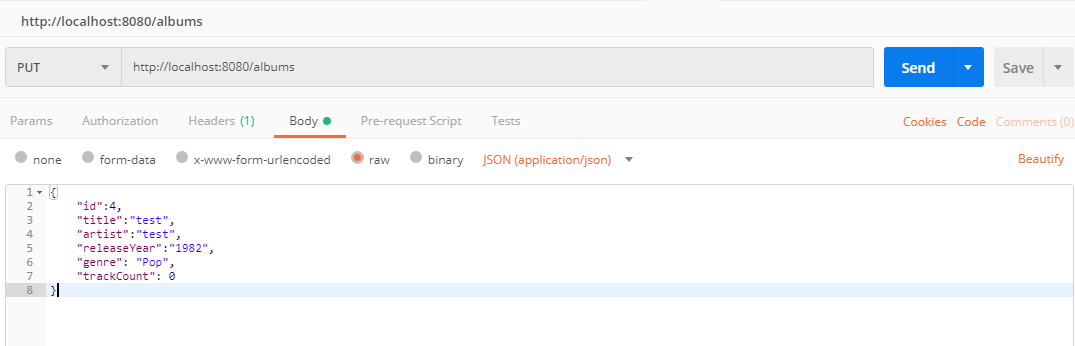 http://localhost:8080/albums
PUT http://localhost:8080/albums Send Save
Params Authorization Headers (1) Body Pre-request Script Tests Cookies Code Comments (0)
none form-data x-www-form-urlencoded raw binary JSON (application/json) Beautify
1 {
2 "id":4,
3 "title":"test",
4 "artist":"test",
5 "releaseYear":"1982",
6 "genre": "Pop",
7 "trackCount": 0
8 }